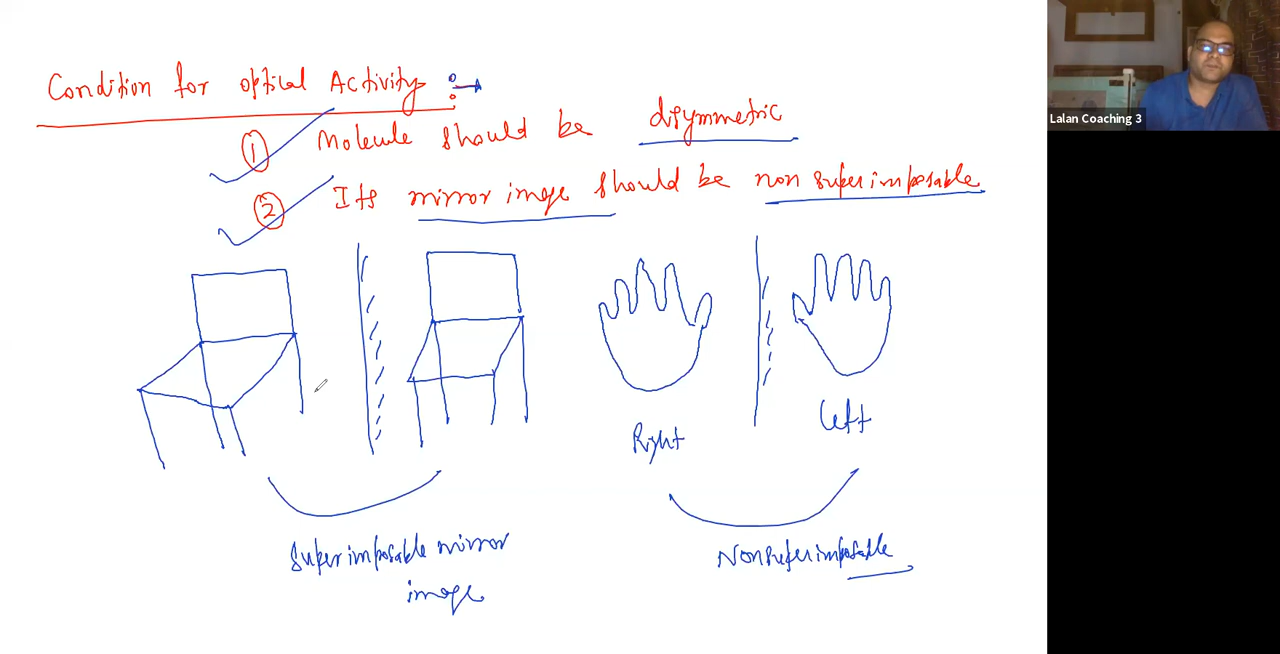 Condition for optical Activity :→
① Molecule should be disymmetric
② Its mirror image should be non superimposable
Right
Left
Superimposable mirror
image
Nonsuperimposable
Lalan Coaching 3